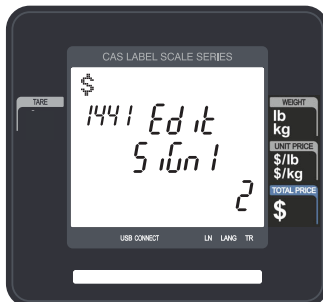 CAS LABEL SCALE SERIES
TARE
$
1441 Edit
SiGn1
2
WEIGHT
lb
kg
UNIT PRICE
$/lb
$/kg
TOTAL PRICE
$
USB CONNECT LN LANG TR